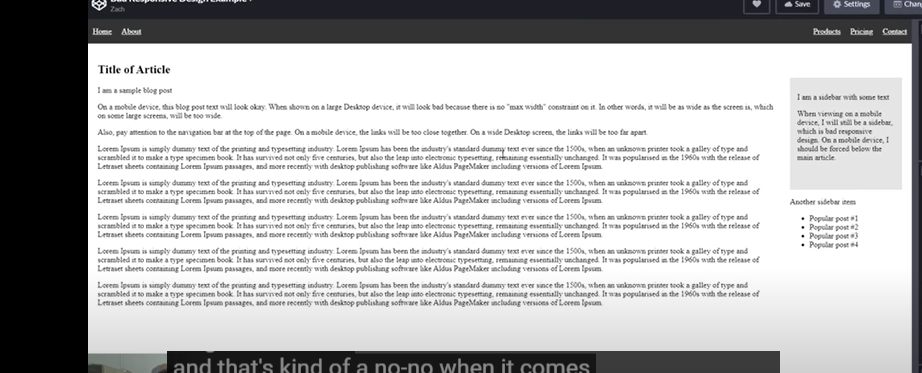 Bad Responsive Design Example
Zach
Save
Settings
Home About
Products Pricing Contact
Title of Article
I am a sample blog post
On a mobile device, this blog post text will look okay. When shown on a large Desktop device, it will look bad because there is no "max width" constraint on it. In other words, it will be as wide as the screen is, which
on some large screens, will be too wide.
Also, pay attention to the navigation bar at the top of the page. On a mobile device, the links will be too close together. On a wide Desktop screen, the links will be too far apart.
Lorem Ipsum is simply dummy text of the printing and typesetting industry. Lorem Ipsum has been the industry's standard dummy text ever since the 1500s, when an unknown printer took a galley of type and
scrambled it to make a type specimen book. It has survived not only five centuries, but also the leap into electronic typesetting, remaining essentially unchanged. It was popularised in the 1960s with the release of
Letraset sheets containing Lorem Ipsum passages, and more recently with desktop publishing software like Aldus PageMaker including versions of Lorem Ipsum.
Lorem Ipsum is simply dummy text of the printing and typesetting industry. Lorem Ipsum has been the industry's standard dummy text ever since the 1500s, when an unknown printer took a galley of type and
scrambled it to make a type specimen book. It has survived not only five centuries, but also the leap into electronic typesetting, remaining essentially unchanged. It was popularised in the 1960s with the release of
Letraset sheets containing Lorem Ipsum passages, and more recently with desktop publishing software like Aldus PageMaker including versions of Lorem Ipsum.
Lorem Ipsum is simply dummy text of the printing and typesetting industry. Lorem Ipsum has been the industry's standard dummy text ever since the 1500s, when an unknown printer took a galley of type and
scrambled it to make a type specimen book. It has survived not only five centuries, but also the leap into electronic typesetting, remaining essentially unchanged. It was popularised in the 1960s with the release of
Letraset sheets containing Lorem Ipsum passages, and more recently with desktop publishing software like Aldus PageMaker including versions of Lorem Ipsum.
Lorem Ipsum is simply dummy text of the printing and typesetting industry. Lorem Ipsum has been the industry's standard dummy text ever since the 1500s, when an unknown printer took a galley of type and
scrambled it to make a type specimen book. It has survived not only five centuries, but also the leap into electronic typesetting, remaining essentially unchanged. It was popularised in the 1960s with the release of
Letraset sheets containing Lorem Ipsum passages, and more recently with desktop publishing software like Aldus PageMaker including versions of Lorem Ipsum.
Lorem Ipsum is simply dummy text of the printing and typesetting industry. Lorem Ipsum has been the industry's standard dummy text ever since the 1500s, when an unknown printer took a galley of type and
scrambled it to make a type specimen book. It has survived not only five centuries, but also the leap into electronic typesetting, remaining essentially unchanged. It was popularised in the 1960s with the release of
Letraset sheets containing Lorem Ipsum passages, and more recently with desktop publishing software like Aldus PageMaker including versions of Lorem Ipsum.
I am a sidebar with some text
When viewing on a mobile
device, I will still be a sidebar,
which is bad responsive
design. On a mobile device, I
should be forced below the
main article.
Another sidebar item
Popular post #1
Popular post #2
Popular post #3
Popular post #4
and that's kind of a no-no when it comes